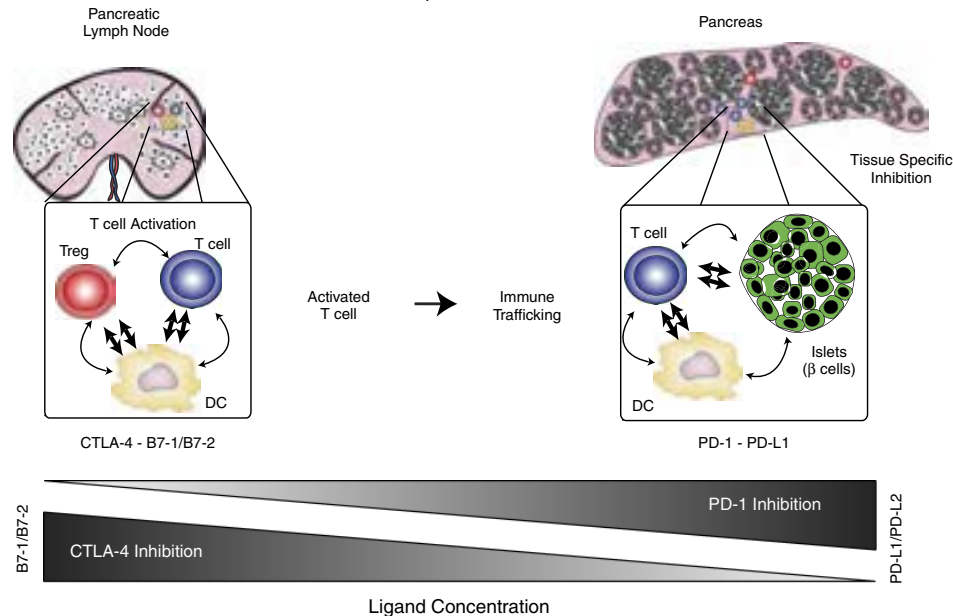 Pancreatic
Lymph Node
Pancreas
Tissue Specific
Inhibition
T cell Activation
Treg
T cell
DC
Activated
T cell
Immune
Trafficking
T cell
Islets
(β cells)
DC
CTLA-4 - B7-1/B7-2
PD-1 - PD-L1
B7-1/B7-2
PD-1 Inhibition
CTLA-4 Inhibition
PD-L1/PD-L2
Ligand Concentration